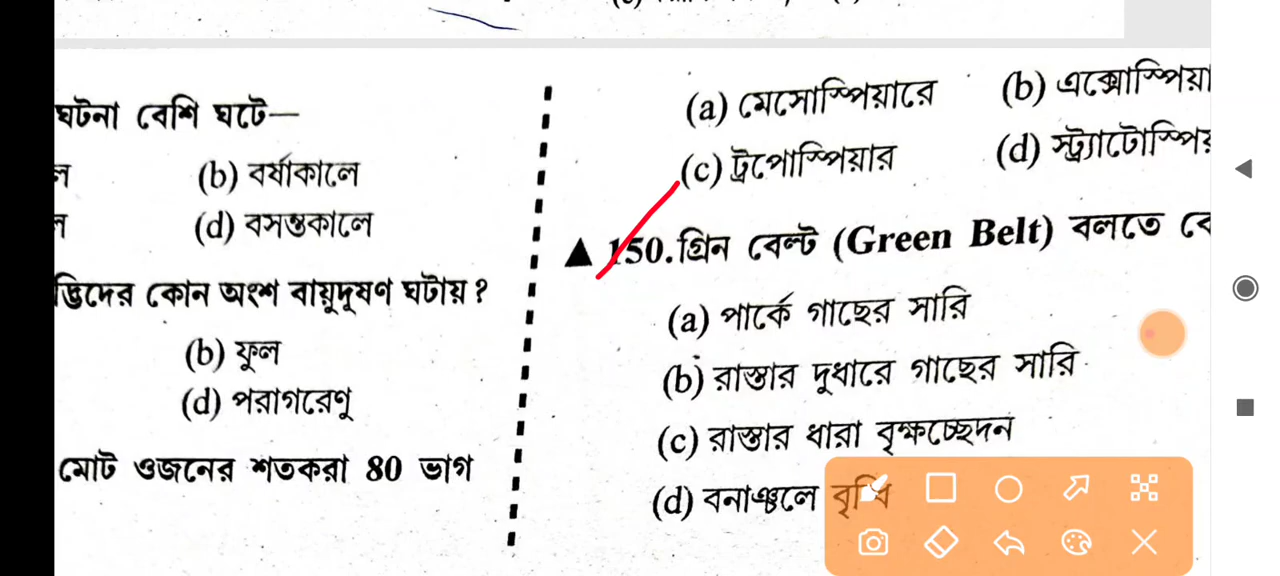 ঘটনা বেশি ঘটে—
(b) বর্ষাকালে
(d) বসন্তকালে
কোন অংশ বায়ুদূষণ ঘটায় ?
(b) ফুল
(d) পরাগরেণু
মোট ওজনের শতকরা 80 ভাগ
(a) মেসোস্পিয়ারে (b)
(c) ট্রপোস্পিয়ার (d)
▲ 150. গ্রিন বেল্ট (Green Belt) বলতে
(a) পার্কে গাছের সারি
(b) রাস্তার দুধারে গাছের সারি
(c) রাস্তার ধারা বৃক্ষচ্ছেদন
(d) বনাঞ্চলে বৃদ্ধি